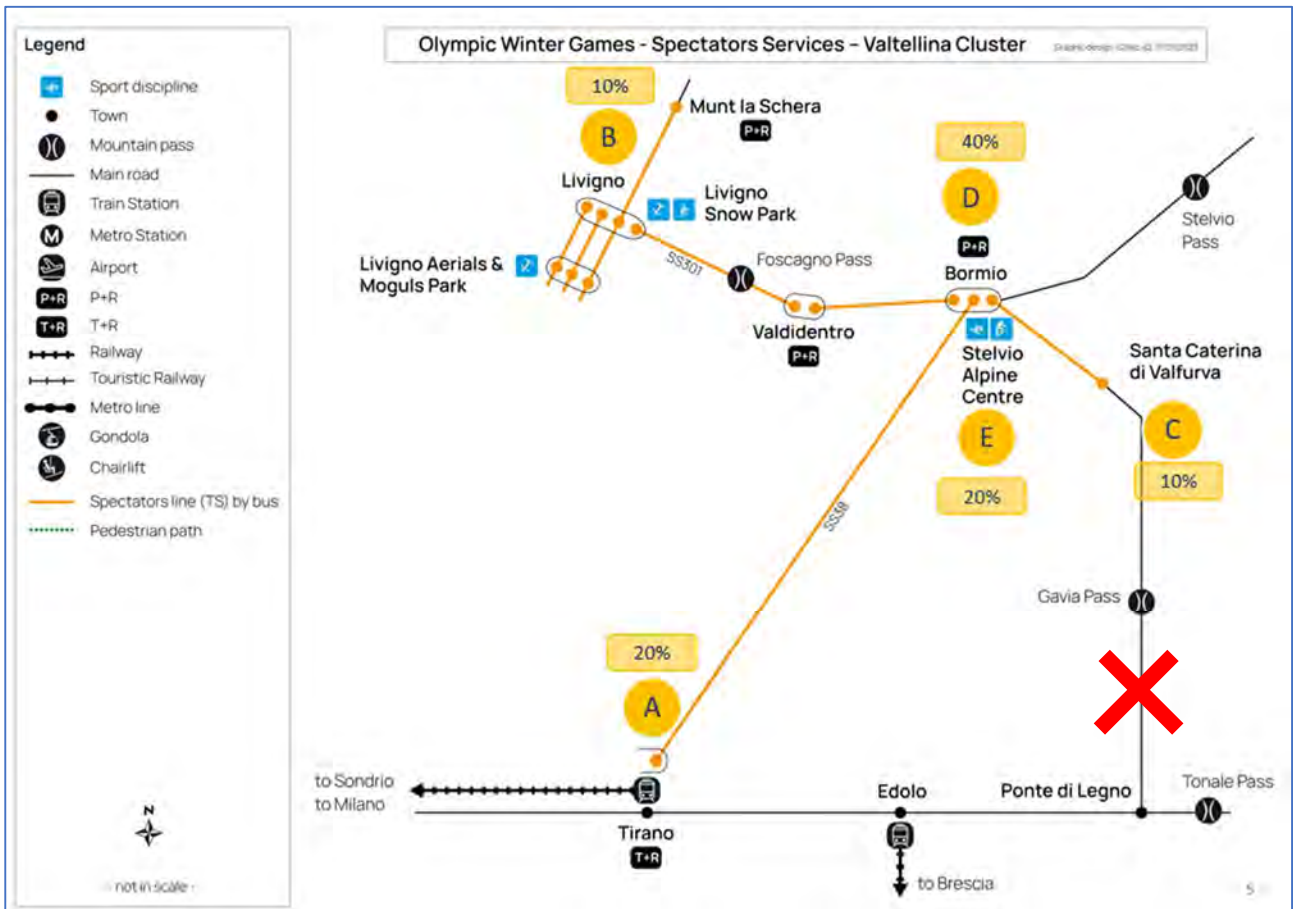 Legend
Sport discipline
Town
Mountain pass
Main road
Train Station
M
Metro Station
Airport
P+R
P+R
T+R
T+R
Railway
Touristic Railway
Metro line
Gondola
Chairlift
Spectators line (TS) by bus
Pedestrian path
N
- not in scale -
Olympic Winter Games - Spectators Services – Valtellina Cluster
10%
B
Munt la Schera
P+R
Livigno
Livigno
Snow Park
Livigno Aerials &
Moguls Park
SS301
Foscagno Pass
Valdidentro
P+R
40%
D
P+R
Bormio
Stelvio
Pass
Stelvio
Alpine
Centre
E
20%
Santa Caterina
di Valfurva
C
10%
SS38
Gavia Pass
20%
A
to Sondrio
to Milano
Tirano
T+R
Edolo
to Brescia
Ponte di Legno
Tonale Pass
5